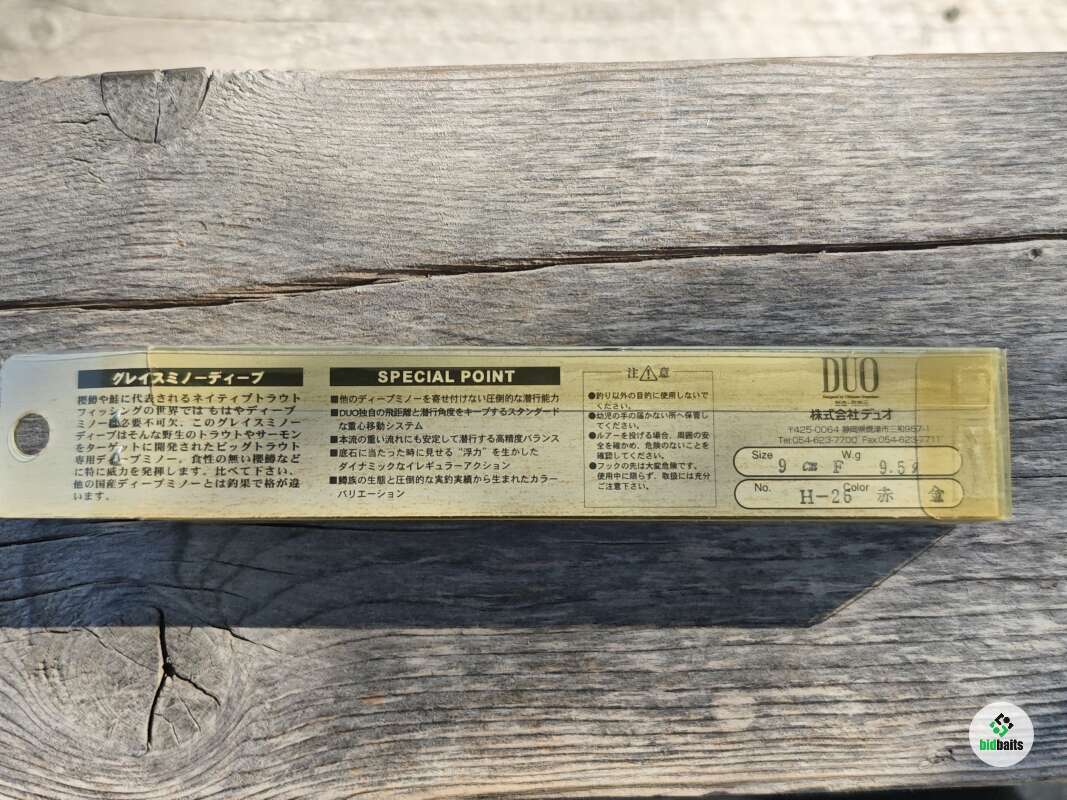 グレイスミノーディープ
桜鱒や鮭に代表されるネイティブトラウト
フィッシングの世界では もはやディープ
ミノーは必要不可欠。このグレイスミノー
ディープはそんな野生のトラウトやサーモン
をターゲットに開発されたビッグトラウト
専用ディープミノー。食性の無い桜鱒など
に特に威力を発揮します。比べて下さい、
他の国産ディープミノーとは釣果で格が違
います。
SPECIAL POINT
■他のディープミノーを寄せ付けない圧倒的な潜行能力
■DUO独自の飛距離と潜行角度をキープするスタンダード
な重心移動システム
■本流の重い流れにも安定して潜行する高精度バランス
■底石に当たった時に見せる“浮力”を生かした
ダイナミックなイレギュラーアクション
■鱒族の生態と圧倒的な実釣実績から生まれたカラー
バリエーション
注⚠意
●釣り以外の目的に使用しないで
ください。
●幼児の手の届かない所へ保管し
てください。
●ルアーを投げる場合、周囲の安
全を確かめ、危険のないことを
確認してください。
●フックの先は大変危険です。
使用中に限らず、取扱には充分
ご注意下さい。
DUO
株式会社デュオ
〒425-0064 静岡県焼津市三和957-1
Tel:054-623-7700 Fax:054-623-7711
Size 9 ㎝ F W.g 9.5g
No. H-26 Color 赤 金
bidbaits